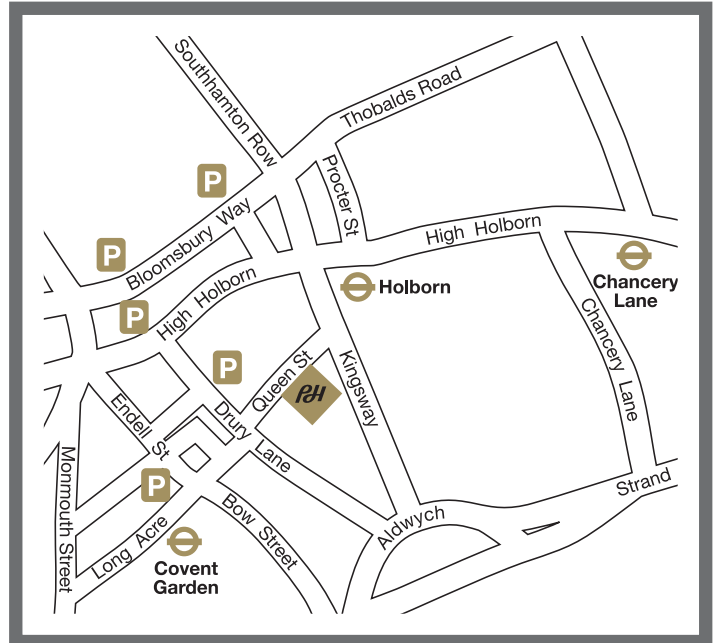 Southhamton Row
Thobalds Road
P
Procter St
Bloomsbury Way
High Holborn
P
Chancery
Lane
Holborn
High Holborn
P
Chancery Lane
Kingsway
Queen St
P
PH
Endell St
Drury Lane
Monmouth Street
P
Strand
Bow Street
Aldwych
Long Acre
Covent
Garden